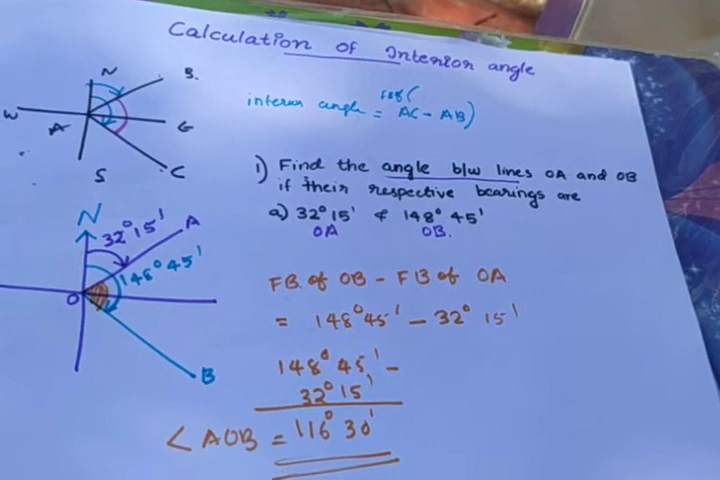 Calculation of Interior angle
N
B.
W
A
E
S
C
angle = (AC - AB)
1) Find the angle b/w lines OA and OB
if their respective bearings are
a) 32° 15' & 148° 45'
OA OB.
N
32° 15'
A
148° 45'
O
B
FB. of OB - FB of OA
= 148° 45' - 32° 15'
148° 45' -
32° 15'
∠AOB = 116° 30'